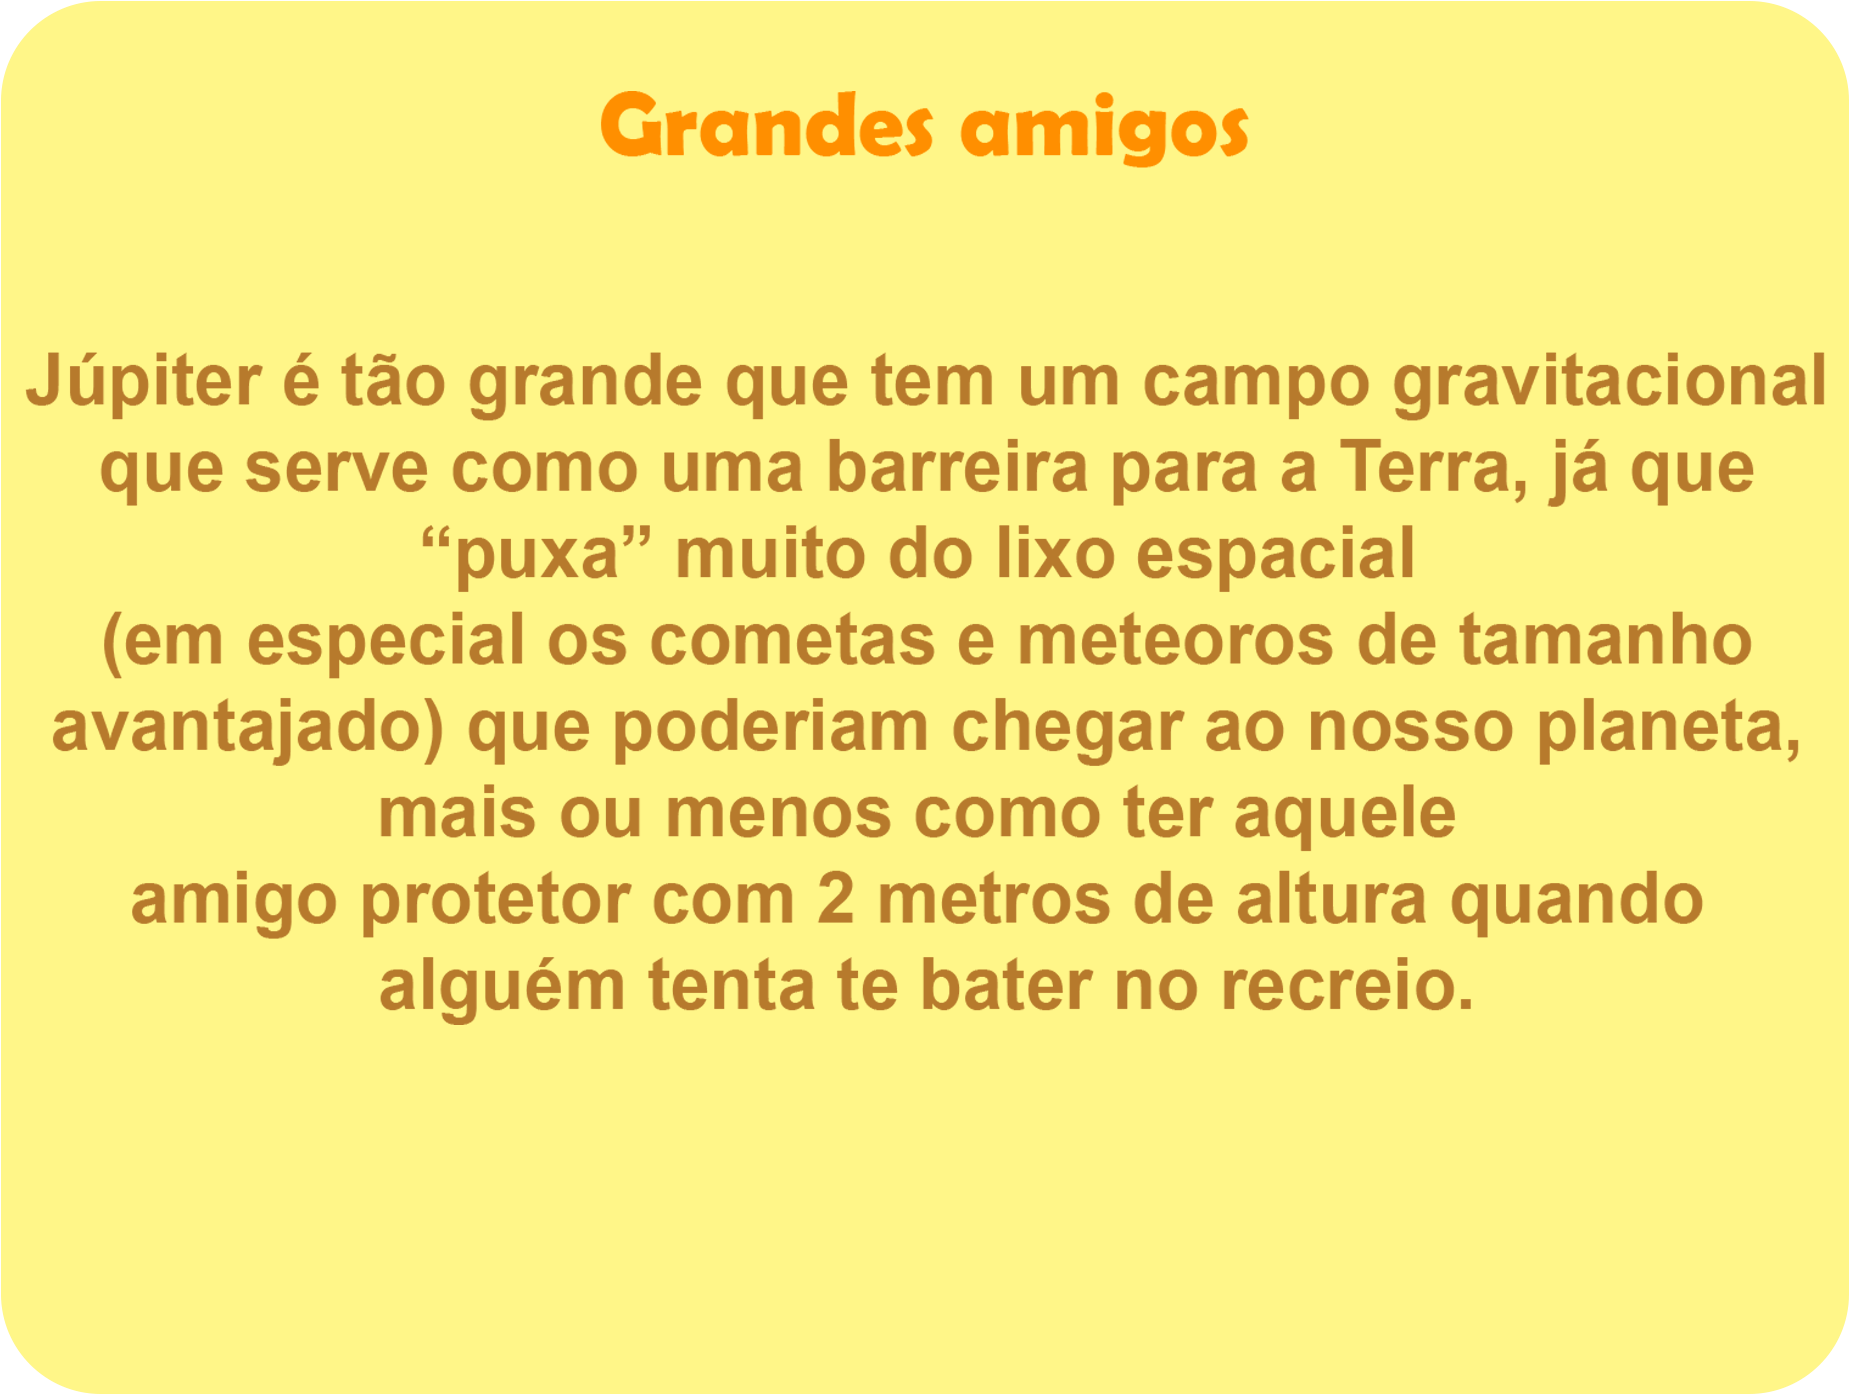 Grandes amigos
Júpiter é tão grande que tem um campo gravitacional
que serve como uma barreira para a Terra, já que
“puxa” muito do lixo espacial
(em especial os cometas e meteoros de tamanho
avantajado) que poderiam chegar ao nosso planeta,
mais ou menos como ter aquele
amigo protetor com 2 metros de altura quando
alguém tenta te bater no recreio.